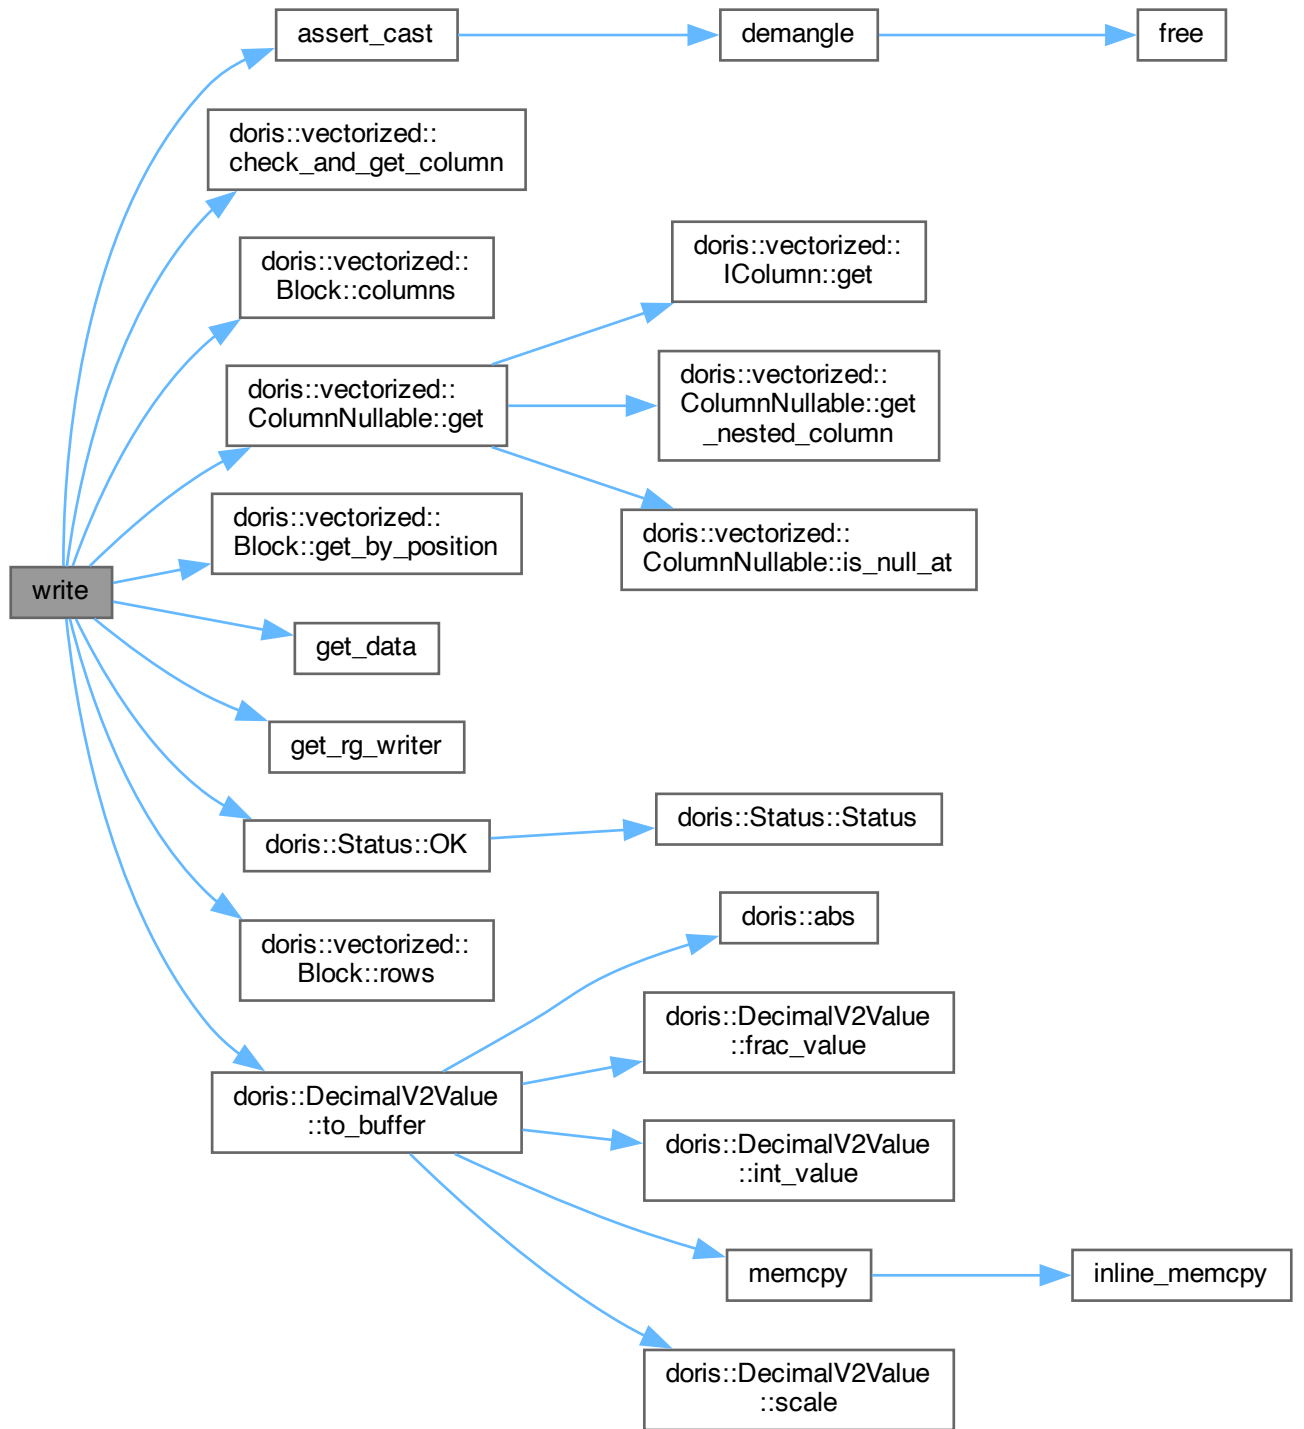 write
assert_cast
demangle
free
doris::vectorized::
check_and_get_column
doris::vectorized::
Block::columns
doris::vectorized::
ColumnNullable::get
doris::vectorized::
IColumn::get
doris::vectorized::
ColumnNullable::get
_nested_column
doris::vectorized::
ColumnNullable::is_null_at
doris::vectorized::
Block::get_by_position
get_data
get_rg_writer
doris::Status::OK
doris::Status::Status
doris::vectorized::
Block::rows
doris::DecimalV2Value
::to_buffer
doris::abs
doris::DecimalV2Value
::frac_value
doris::DecimalV2Value
::int_value
memcpy
inline_memcpy
doris::DecimalV2Value
::scale